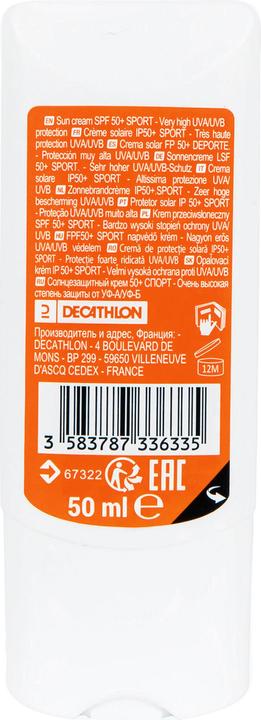 EN Sun cream SPF 50+ SPORT - Very high UVA/UVB
protection FR Crème solaire IP50+ SPORT - Très haute
protection UVA/UVB ES Crema solar FP 50+ DEPORTE.
- Protección muy alta UVA/UVB DE Sonnencreme LSF
50+ SPORT. - Sehr hoher UVA/UVB-Schutz IT Crema
solare IP50+ SPORT - Altissima protezione UVA/
UVB NL Zonnebrandcrème IP50+ SPORT - Zeer hoge
bescherming UVA/UVB PT Protetor solar IP 50+ SPORT
- Proteção UVA/UVB muito alta PL Krem przeciwsłoneczny
SPF 50+ SPORT - Bardzo wysoki stopień ochrony UVA/
UVB HU FPF50+ SPORT napvédő krém - Nagyon erős
UVA/UVB védelem RO Cremă de protecție solară IP50+
SPORT - Protecție foarte ridicată UVA/UVB SK Opaľovací
krém IP 50+ SPORT - Veľmi vysoká ochrana proti UVA/UVB
RU Солнцезащитный крем 50+ СПОРТ - Очень высокая
степень защиты от УФ-А/УФ-Б
DECATHLON
Производитель и адрес, Франция: -
DECATHLON - 4 BOULEVARD DE
MONS – BP 299 - 59650 VILLENEUVE
D'ASCQ CEDEX - FRANCE
12M
3 583787 336335
67322 EAC
50 ml e